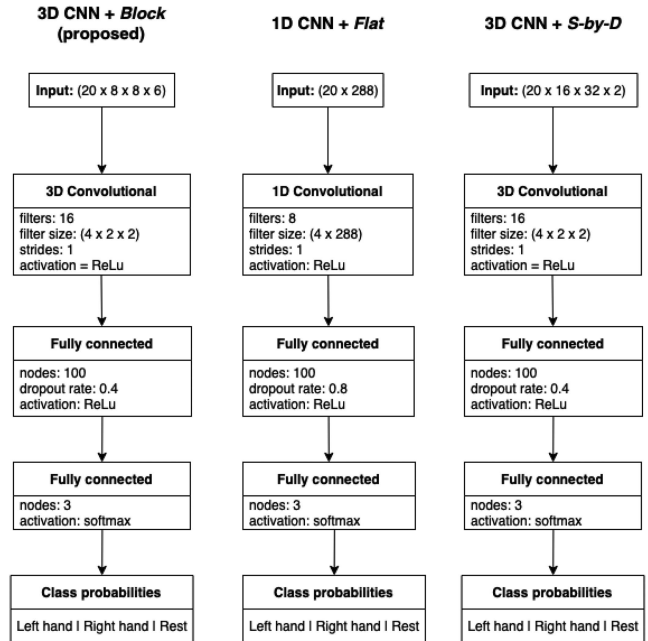 3D CNN + Block
(proposed)
Input: (20 x 8 x 8 x 6)
3D Convolutional
filters: 16
filter size: (4 x 2 x 2)
strides: 1
activation = ReLu
Fully connected
nodes: 100
dropout rate: 0.4
activation: ReLu
Fully connected
nodes: 3
activation: softmax
Class probabilities
Left hand | Right hand | Rest
1D CNN + Flat
Input: (20 x 288)
1D Convolutional
filters: 8
filter size: (4 x 288)
strides: 1
activation: ReLu
Fully connected
nodes: 100
dropout rate: 0.8
activation: ReLu
Fully connected
nodes: 3
activation: softmax
Class probabilities
Left hand | Right hand | Rest
3D CNN + S-by-D
Input: (20 x 16 x 32 x 2)
3D Convolutional
filters: 16
filter size: (4 x 2 x 2)
strides: 1
activation = ReLu
Fully connected
nodes: 100
dropout rate: 0.4
activation: ReLu
Fully connected
nodes: 3
activation: softmax
Class probabilities
Left hand | Right hand | Rest